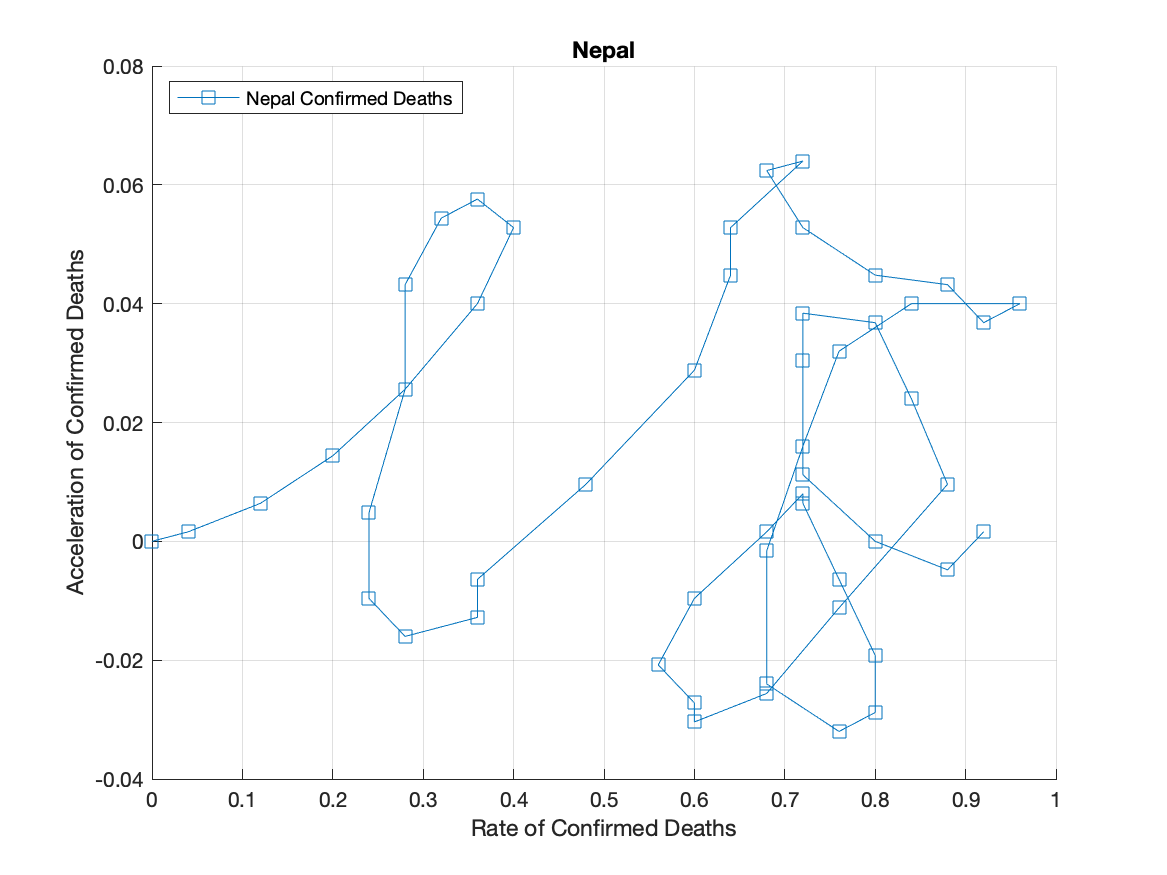 Nepal
Nepal Confirmed Deaths
0.08
0.06
0.04
0.02
0
-0.02
-0.04
Acceleration of Confirmed Deaths
0 0.1 0.2 0.3 0.4 0.5 0.6 0.7 0.8 0.9 1
Rate of Confirmed Deaths